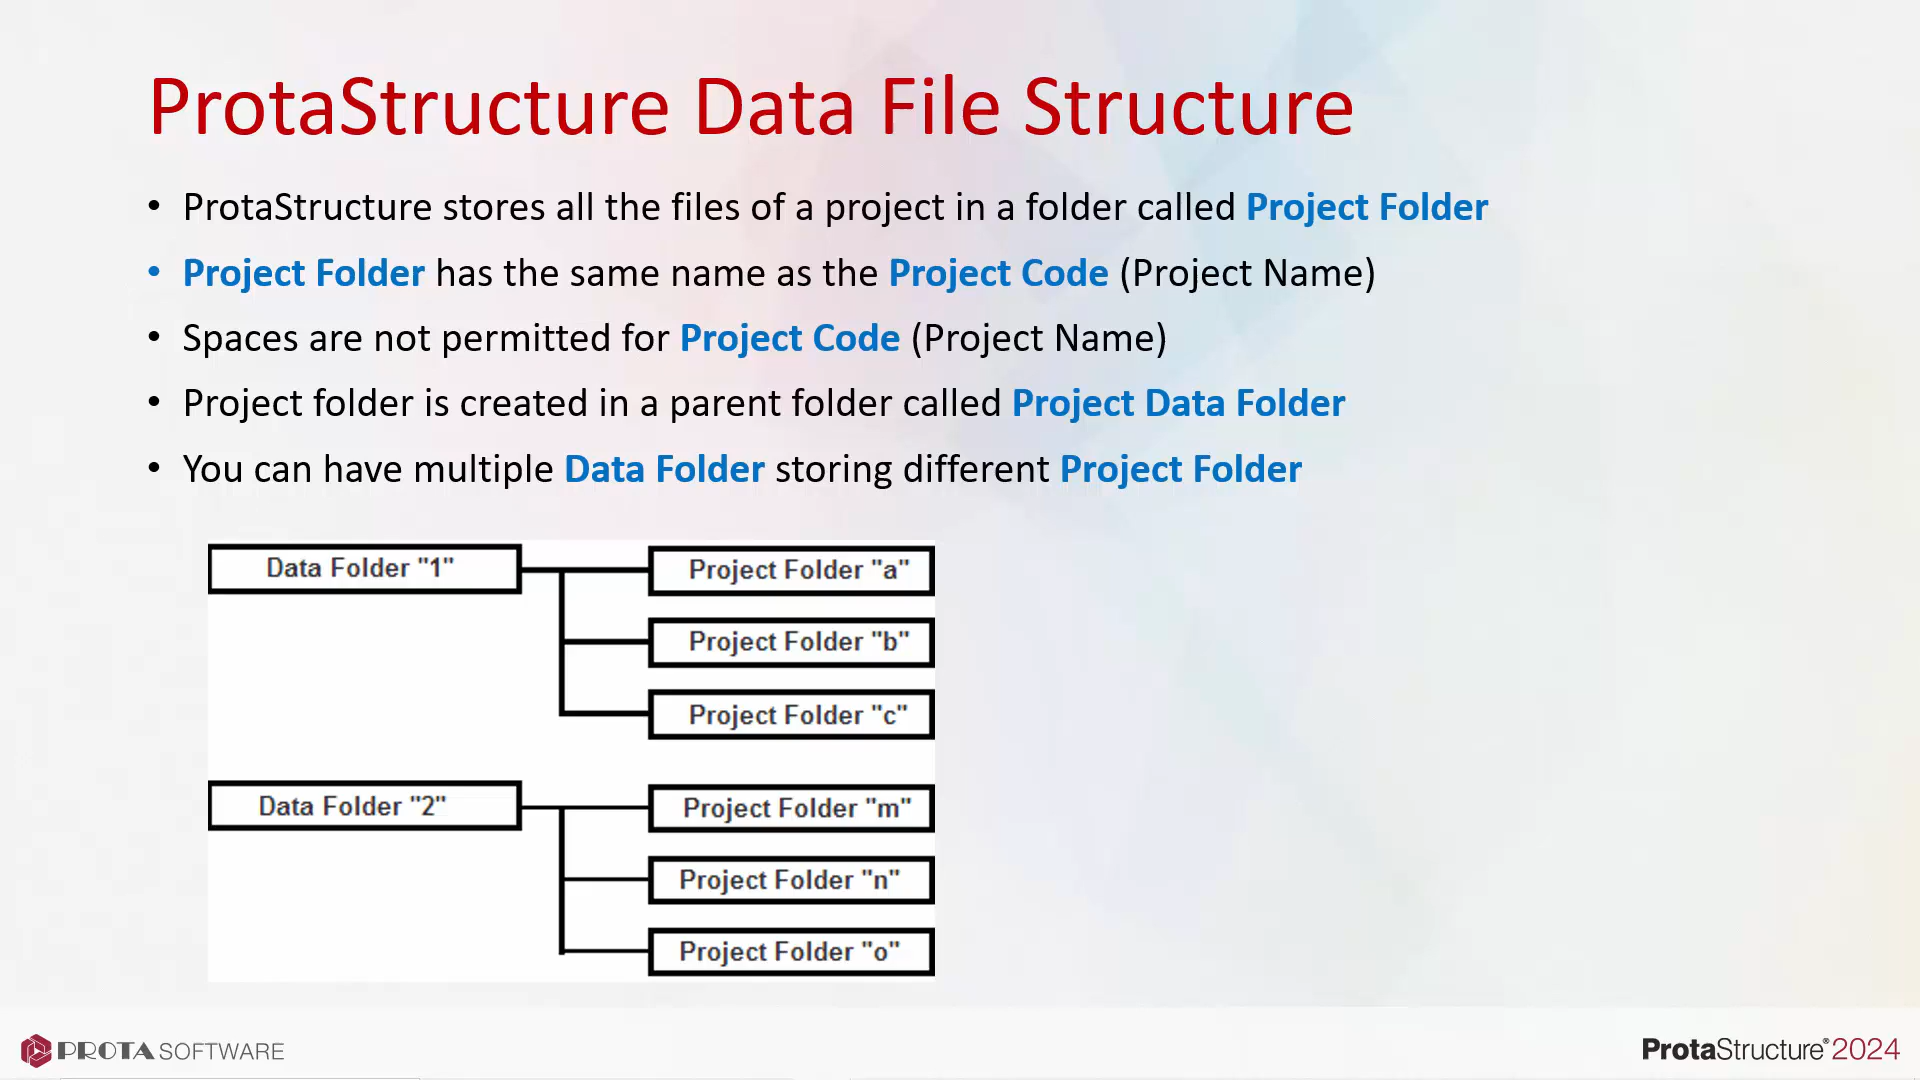 ProtaStructure Data File Structure
• ProtaStructure stores all the files of a project in a folder called Project Folder
• Project Folder has the same name as the Project Code (Project Name)
• Spaces are not permitted for Project Code (Project Name)
• Project folder is created in a parent folder called Project Data Folder
• You can have multiple Data Folder storing different Project Folder
Data Folder "1"
Project Folder "a"
Project Folder "b"
Project Folder "c"
Data Folder "2"
Project Folder "m"
Project Folder "n"
Project Folder "o"
PROTA SOFTWARE
ProtaStructure® 2024